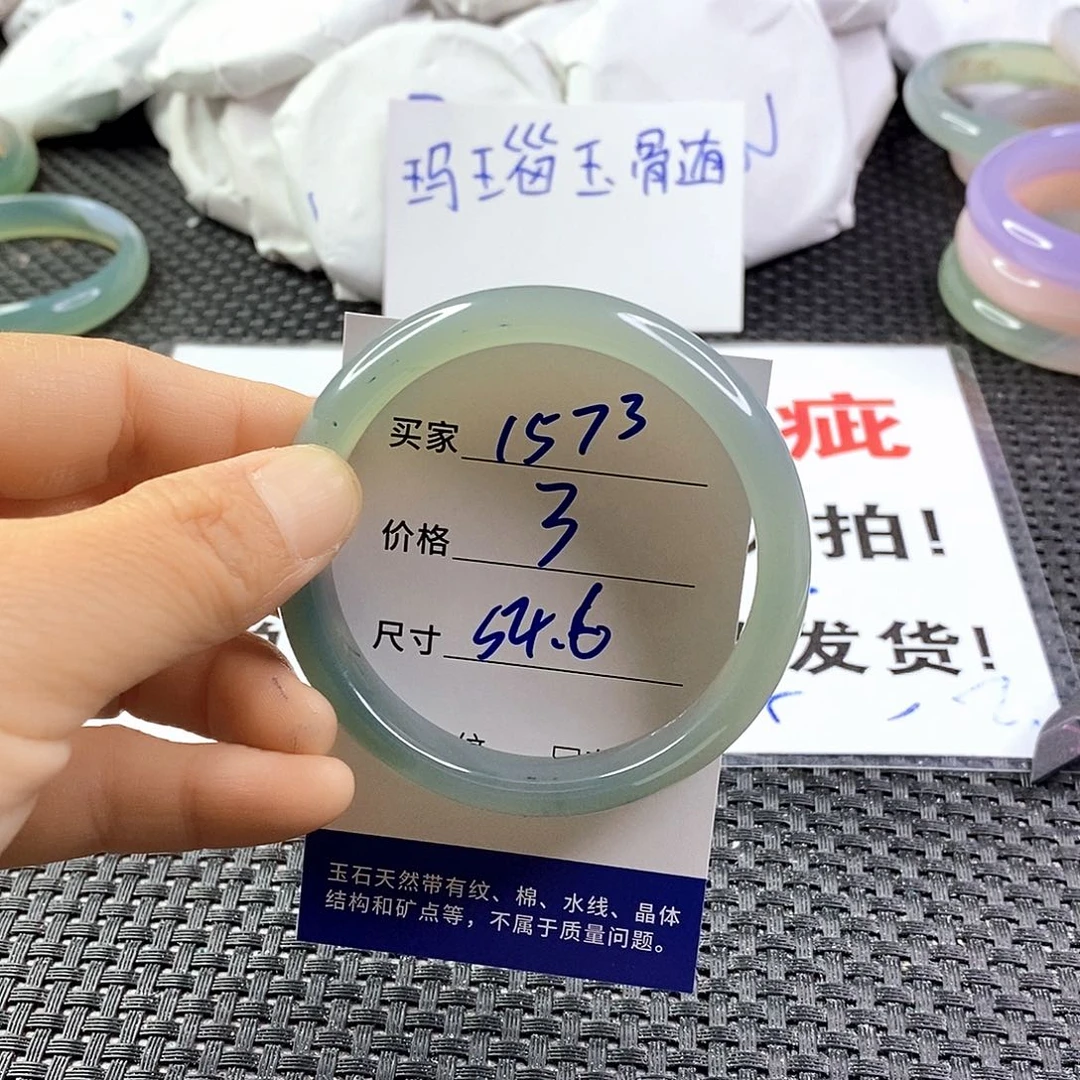 玛瑙玉骨髓
买家 1573
价格 3
尺寸 54.6
疵
拍！
发货！
纹
玉石天然带有纹、棉、水线、晶体
结构和矿点等，不属于质量问题。